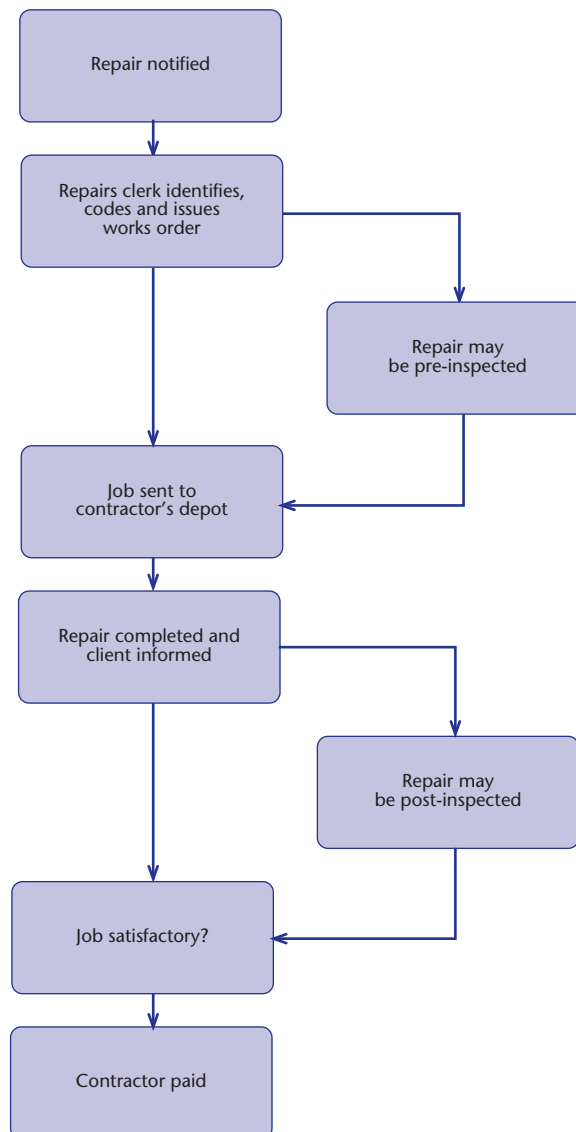 Repair notified
Repairs clerk identifies,
codes and issues
works order
Repair may
be pre-inspected
Job sent to
contractor's depot
Repair completed and
client informed
Repair may
be post-inspected
Job satisfactory?
Contractor paid